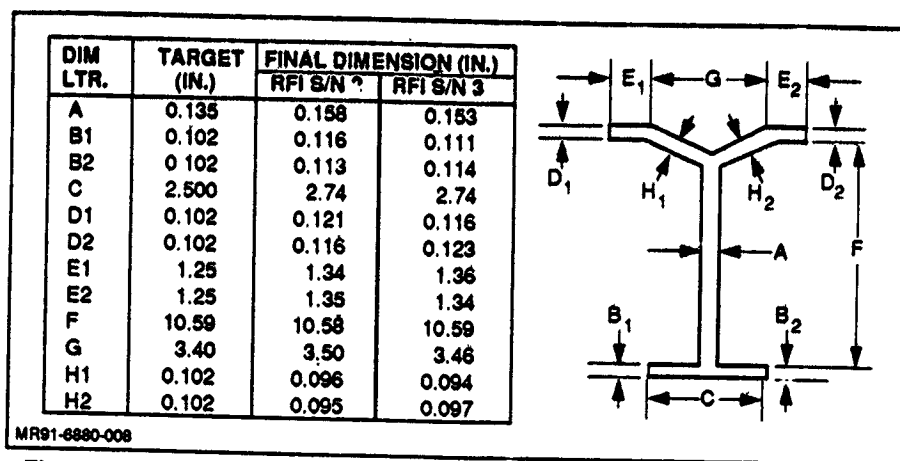 DIM LTR. TARGET (IN.) FINAL DIMENSION (IN.)
RFI S/N RFI S/N 3
A 0.135 0.158 0.153
B1 0.102 0.116 0.111
B2 0 102 0.113 0.114
C 2.500 2.74 2.74
D1 0.102 0.121 0.116
D2 0.102 0.116 0.123
E1 1.25 1.34 1.36
E2 1.25 1.35 1.34
F 10.59 10.58 10.59
G 3.40 3.50 3.46
H1 0.102 0.096 0.094
H2 0.102 0.095 0.097
MR91-6880-008
E1 G E2
D1 H1 H2 D2
A F
B1 B2
C